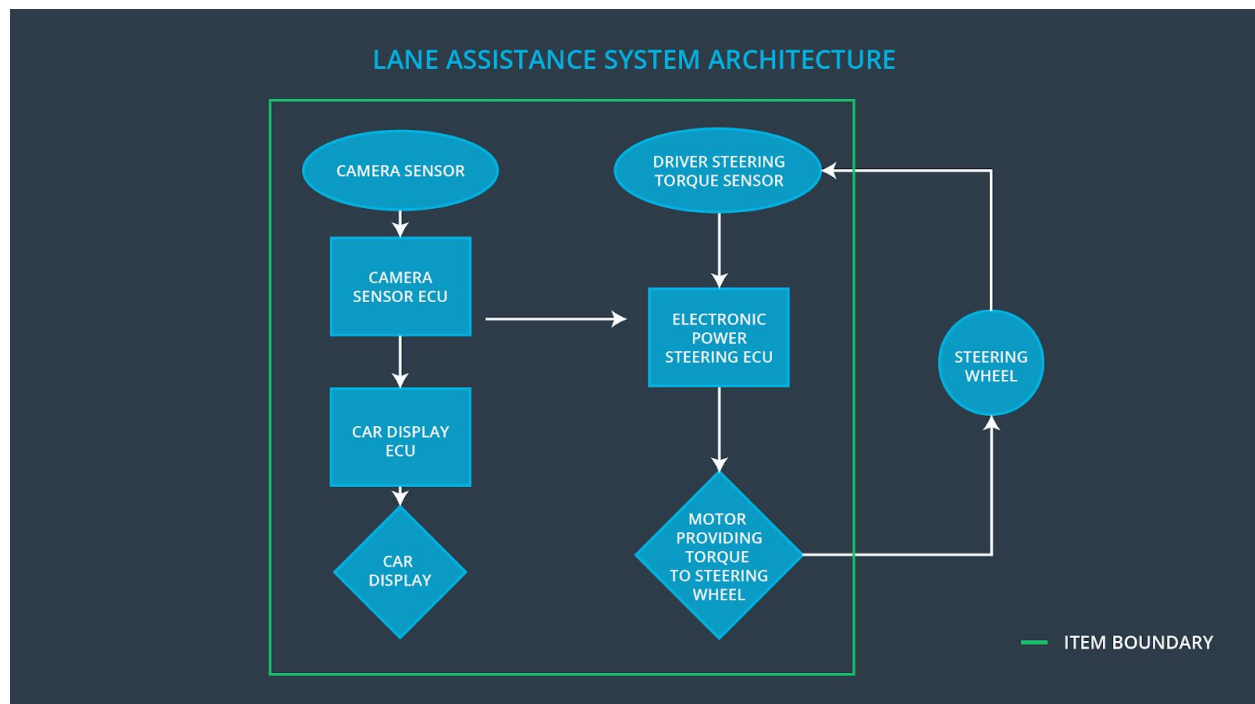 LANE ASSISTANCE SYSTEM ARCHITECTURE
CAMERA SENSOR
CAMERA
SENSOR ECU
CAR DISPLAY
ECU
CAR
DISPLAY
DRIVER STEERING
TORQUE SENSOR
ELECTRONIC
POWER
STEERING ECU
MOTOR
PROVIDING
TORQUE
TO STEERING
WHEEL
STEERING
WHEEL
ITEM BOUNDARY